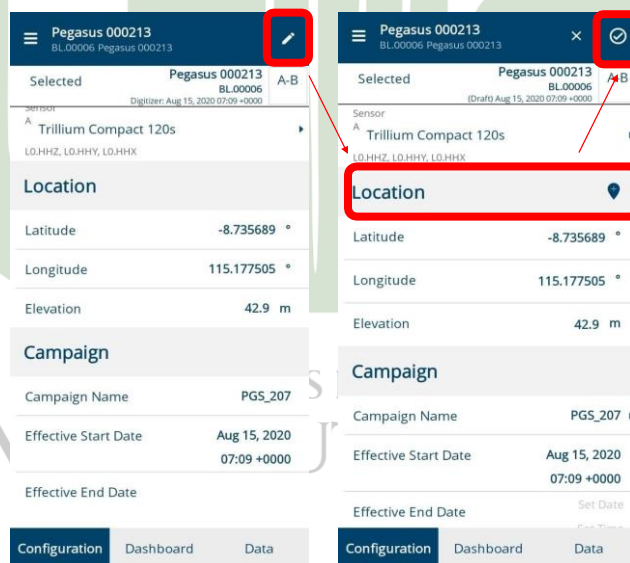 Pegasus 000213
BL.00006 Pegasus 000213
Selected
Pegasus 000213
BL.00006
Digitizer: Aug 15, 2020 07:09 +0000
A-B
Sensor
A Trillium Compact 120s
L0.HHZ, L0.HHY, L0.HHX
Location
Latitude -8.735689 °
Longitude 115.177505 °
Elevation 42.9 m
Campaign
Campaign Name PGS_207
Effective Start Date Aug 15, 2020
07:09 +0000
Effective End Date
Configuration Dashboard Data
Pegasus 000213
BL.00006 Pegasus 000213
Selected
Pegasus 000213
BL.00006
(Draft) Aug 15, 2020 07:09 +0000
A-B
Sensor
A Trillium Compact 120s
L0.HHZ, L0.HHY, L0.HHX
Location
Latitude -8.735689 °
Longitude 115.177505 °
Elevation 42.9 m
Campaign
Campaign Name PGS_207
Effective Start Date Aug 15, 2020
07:09 +0000
Effective End Date Set Date
Set Time
Configuration Dashboard Data